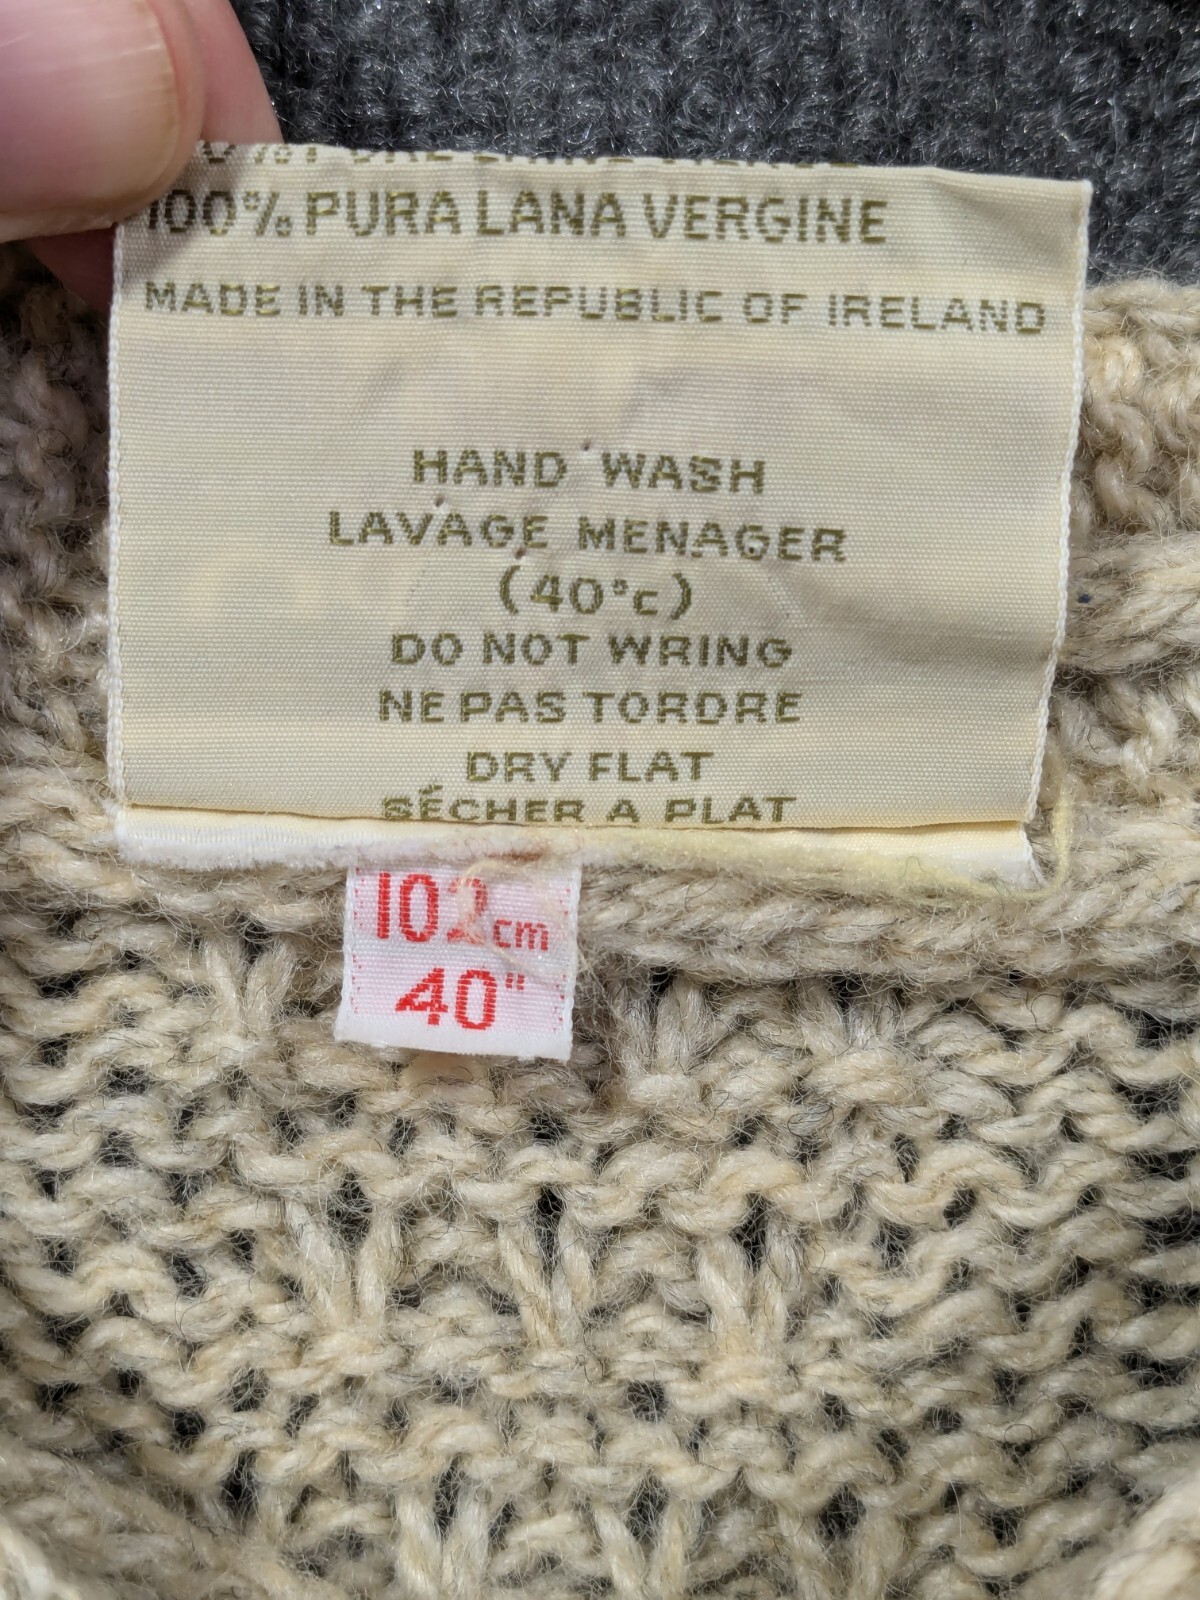 100% PURA LANA VERGINE
MADE IN THE REPUBLIC OF IRELAND
HAND WASH
LAVAGE MENAGER
(40°c)
DO NOT WRING
NE PAS TORDRE
DRY FLAT
SÉCHER A PLAT
102cm
40"